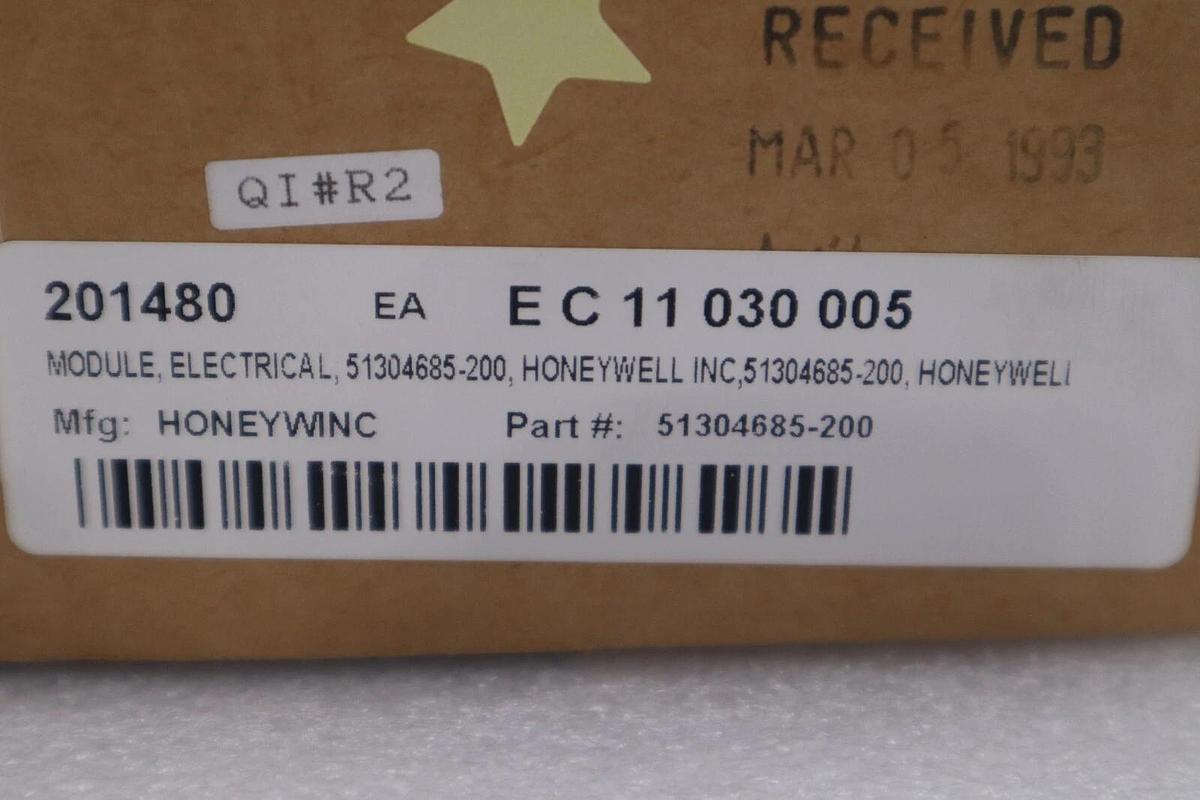 RECEIVED
MAR 05 1993
QI#R2
201480 EA E C 11 030 005
MODULE, ELECTRICAL, 51304685-200, HONEYWELL INC,51304685-200, HONEYWELL
Mfg: HONEYWINC Part #: 51304685-200